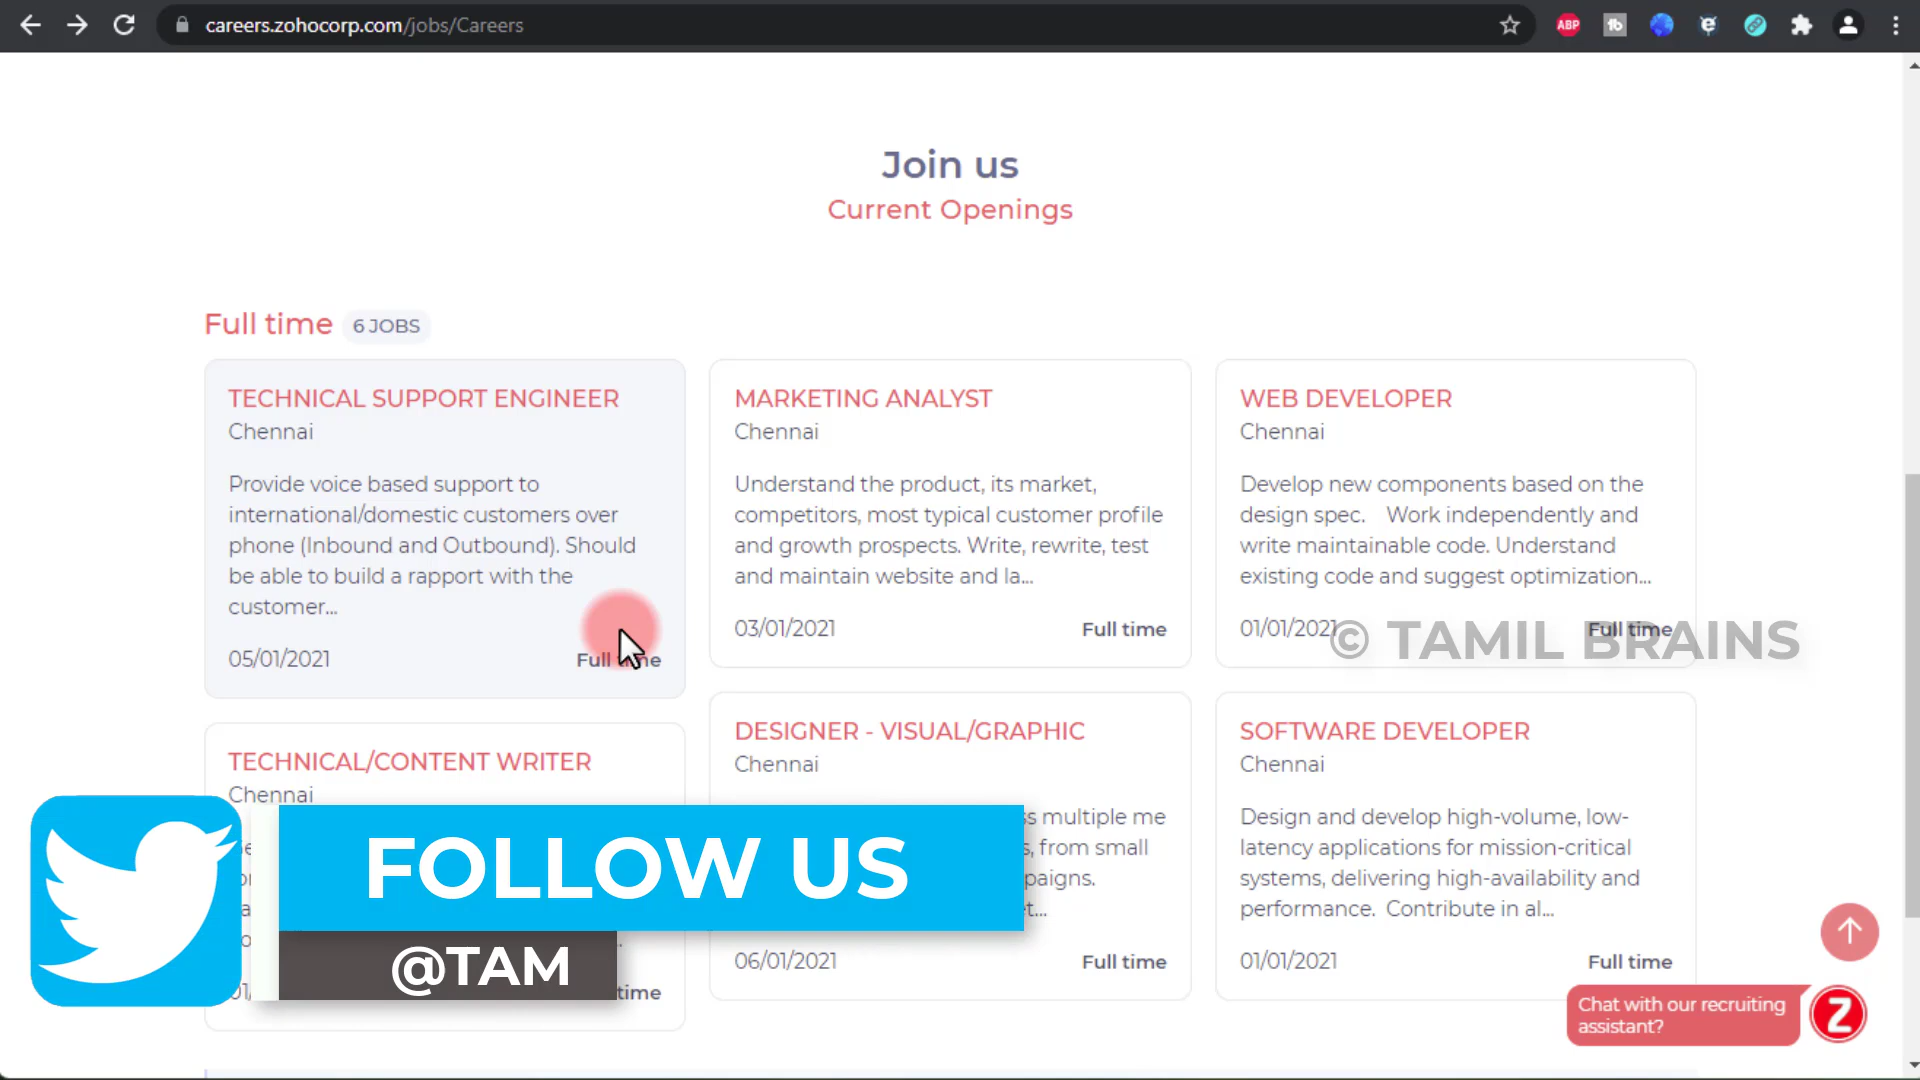 careers.zohocorp.com/jobs/Careers
ABP
Join us
Current Openings
Full time 6 JOBS
TECHNICAL SUPPORT ENGINEER
Chennai
Provide voice based support to
international/domestic customers over
phone (Inbound and Outbound). Should
be able to build a rapport with the
customer...
05/01/2021 Full time
MARKETING ANALYST
Chennai
Understand the product, its market,
competitors, most typical customer profile
and growth prospects. Write, rewrite, test
and maintain website and la...
03/01/2021 Full time
WEB DEVELOPER
Chennai
Develop new components based on the
design spec. Work independently and
write maintainable code. Understand
existing code and suggest optimization...
01/01/2021 Full time
© TAMIL BRAINS
TECHNICAL/CONTENT WRITER
Chennai
time
DESIGNER - VISUAL/GRAPHIC
Chennai
multiple me
from small
06/01/2021 Full time
SOFTWARE DEVELOPER
Chennai
Design and develop high-volume, low-
latency applications for mission-critical
systems, delivering high-availability and
performance. Contribute in al...
01/01/2021 Full time
FOLLOW US
@TAM
Chat with our recruiting
assistant?
Z